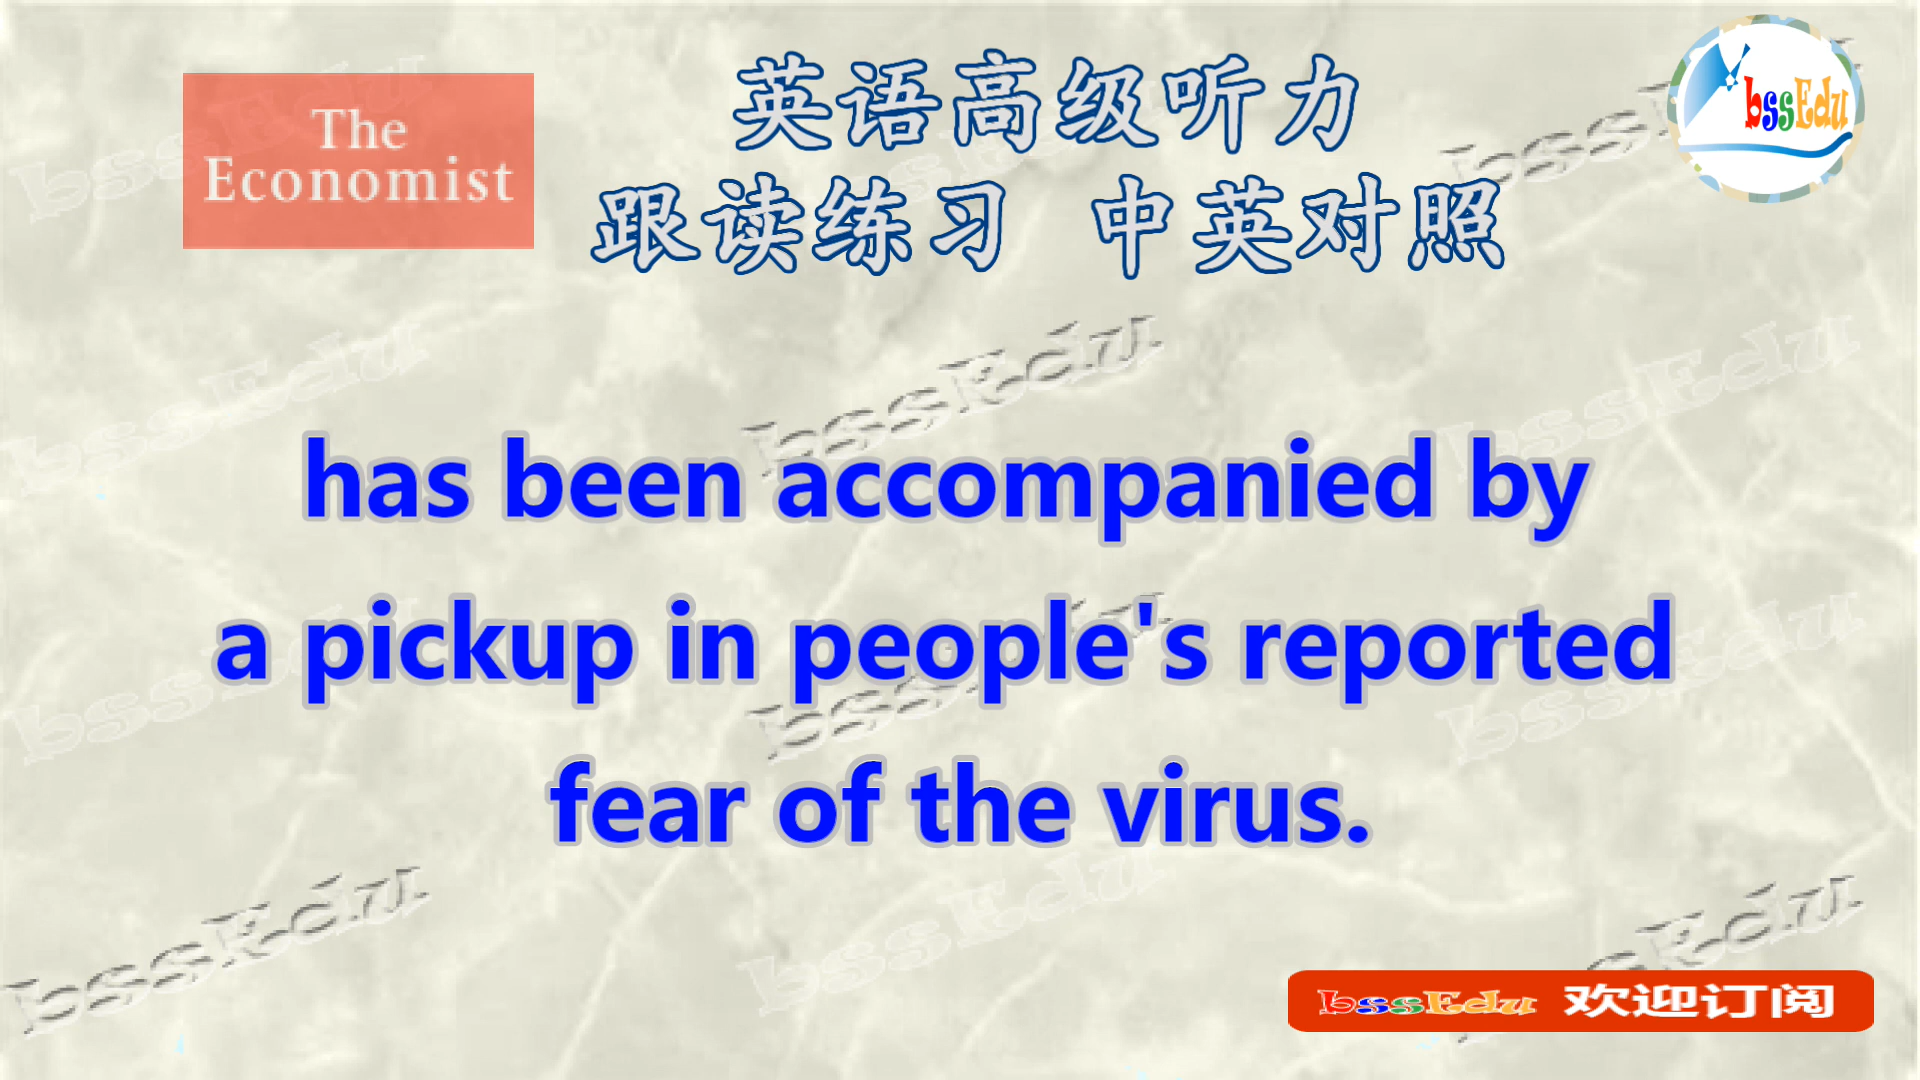 The
Economist
英语高级听力
跟读练习 中英对照
bssEdu
has been accompanied by
a pickup in people's reported
fear of the virus.
bssEdu 欢迎订阅